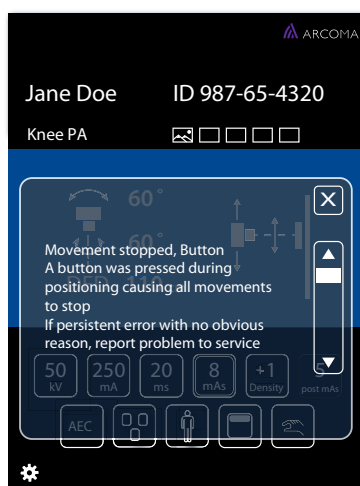 ARCOMA
Jane Doe ID 987-65-4320
Knee PA
60°
Movement stopped, Button
60°
A button was pressed during
positioning causing all movements
to stop
110
If persistent error with no obvious
reason, report problem to service
50 250 20 8 +1
kV mA ms mAs Density post mAs
AEC